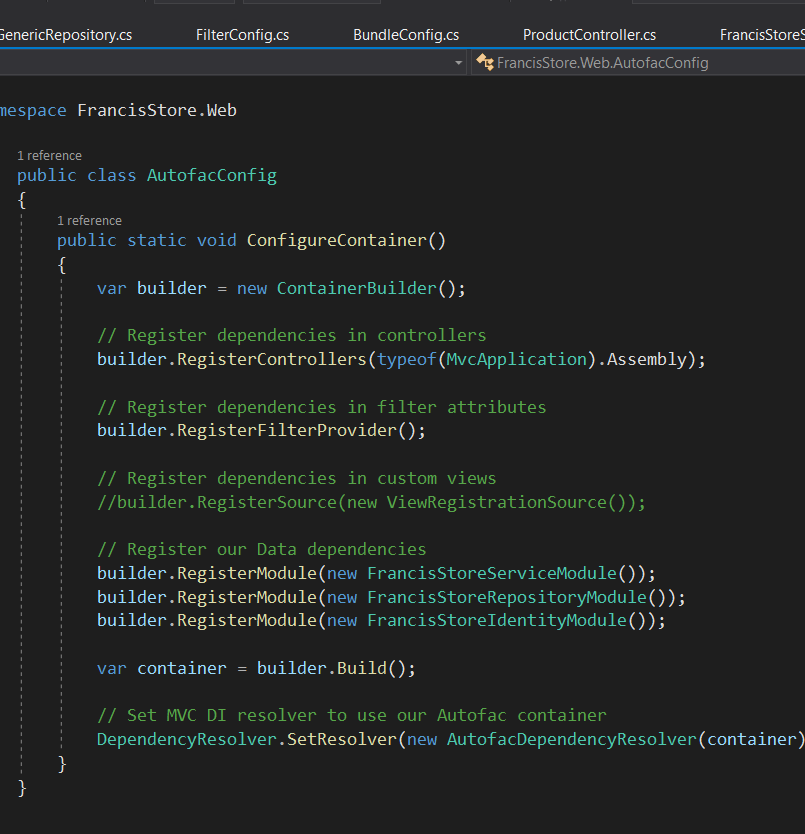 GenericRepository.cs FilterConfig.cs BundleConfig.cs ProductController.cs FrancisStoreS
FrancisStore.Web.AutofacConfig
mespace FrancisStore.Web
1 reference
public class AutofacConfig
{
1 reference
public static void ConfigureContainer()
{
var builder = new ContainerBuilder();
// Register dependencies in controllers
builder.RegisterControllers(typeof(MvcApplication).Assembly);
// Register dependencies in filter attributes
builder.RegisterFilterProvider();
// Register dependencies in custom views
//builder.RegisterSource(new ViewRegistrationSource());
// Register our Data dependencies
builder.RegisterModule(new FrancisStoreServiceModule());
builder.RegisterModule(new FrancisStoreRepositoryModule());
builder.RegisterModule(new FrancisStoreIdentityModule());
var container = builder.Build();
// Set MVC DI resolver to use our Autofac container
DependencyResolver.SetResolver(new AutofacDependencyResolver(container)
}
}